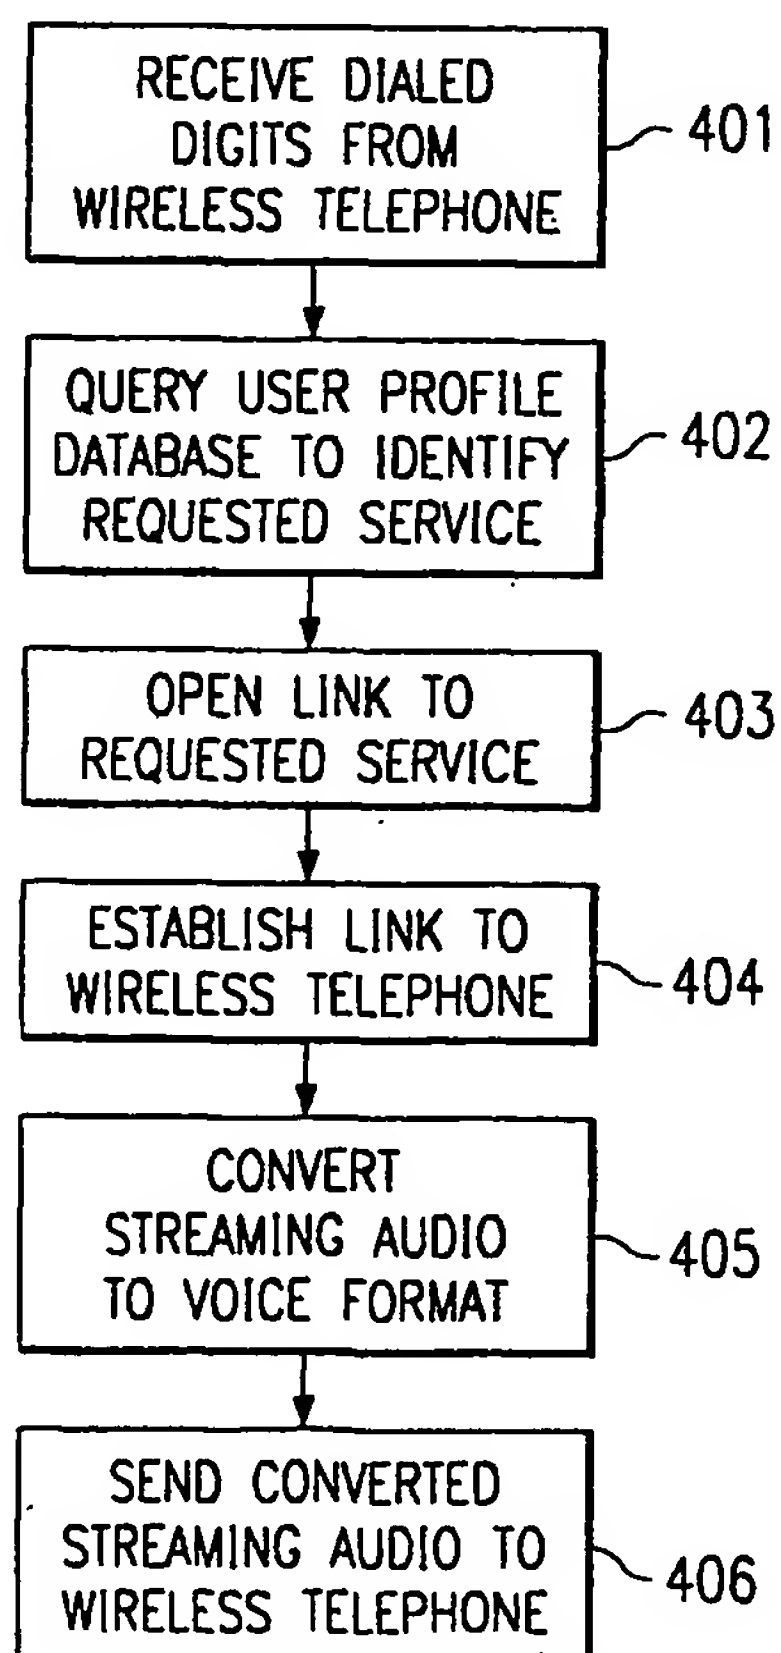 RECEIVE DIALED
DIGITS FROM
WIRELESS TELEPHONE
401
QUERY USER PROFILE
DATABASE TO IDENTIFY
REQUESTED SERVICE
402
OPEN LINK TO
REQUESTED SERVICE
403
ESTABLISH LINK TO
WIRELESS TELEPHONE
404
CONVERT
STREAMING AUDIO
TO VOICE FORMAT
405
SEND CONVERTED
STREAMING AUDIO TO
WIRELESS TELEPHONE
406